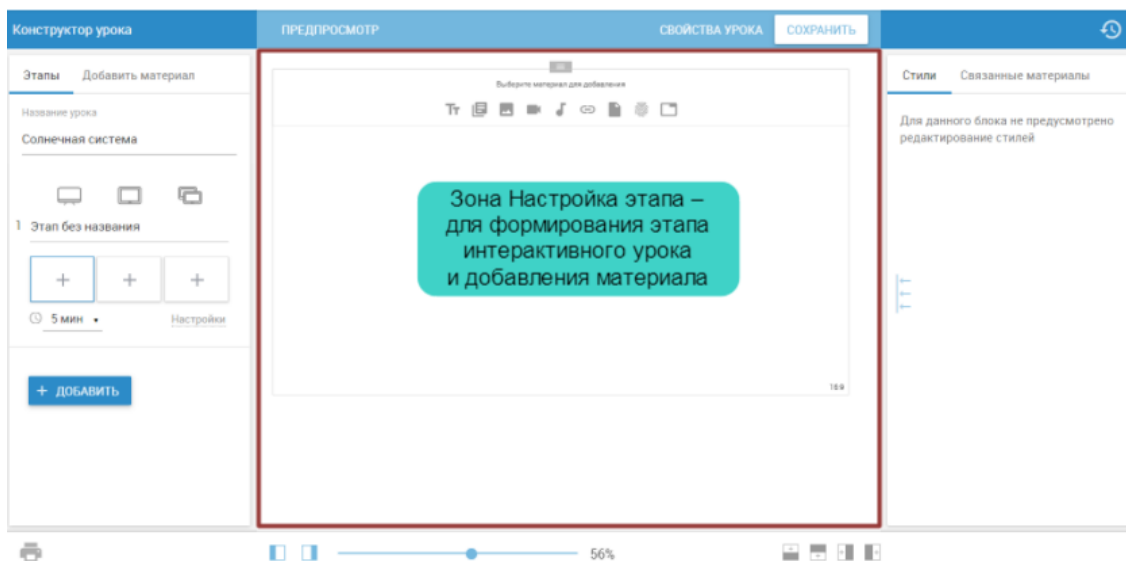 Конструктор урока
ПРЕДПРОСМОТР
СВОЙСТВА УРОКА
СОХРАНИТЬ
Этапы
Добавить материал
Название урока
Солнечная система
1 Этап без названия
5 мин
Настройки
+ ДОБАВИТЬ
Выберите материал для добавления
Тт
Зона Настройка этапа –
для формирования этапа
интерактивного урока
и добавления материала
16:9
Стили
Связанные материалы
Для данного блока не предусмотрено
редактирование стилей
56%